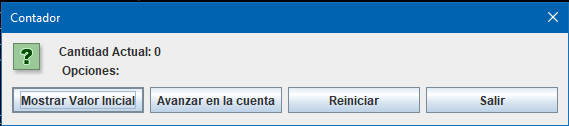 Contador
?
Cantidad Actual: 0
Opciones:
Mostrar Valor Inicial Avanzar en la cuenta Reiniciar Salir